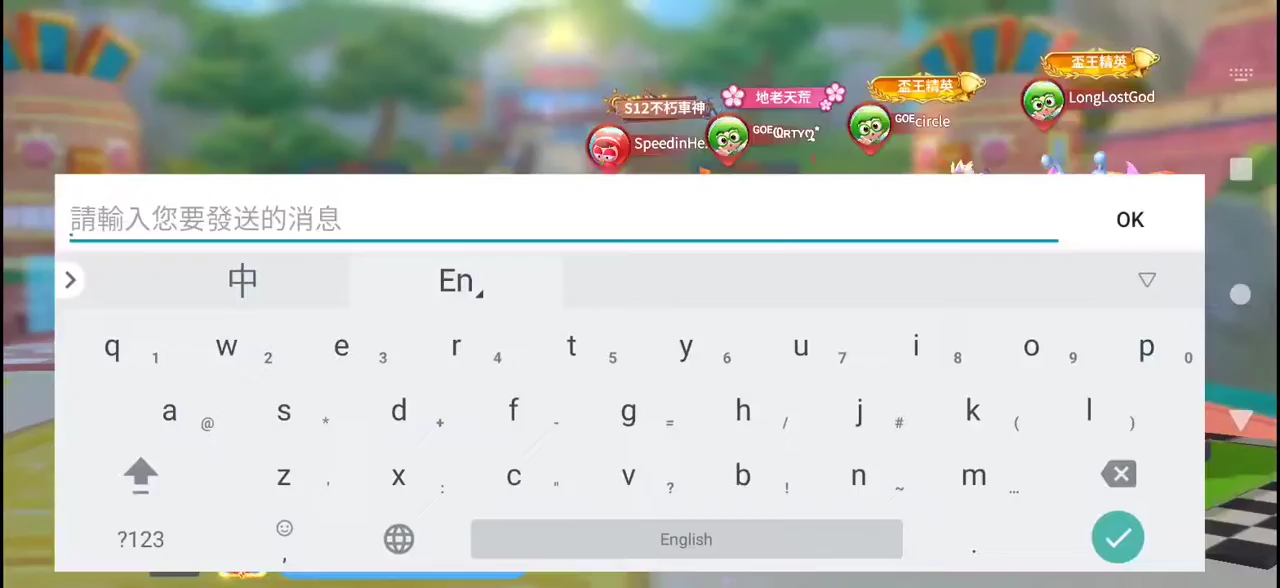 盃王精英
LongLostGod
盃王精英
GOEcircle
地老天荒
S12不朽車神
SpeedinHe.
請輸入您要發送的消息
OK
中
En
q 1 w 2 e 3 r 4 t 5 y 6 u 7 i 8 o 9 p 0
a @ s * d + f - g = h / j # k ( l )
z ' x : c " v ? b ! n ~ m ...
?123 , English .